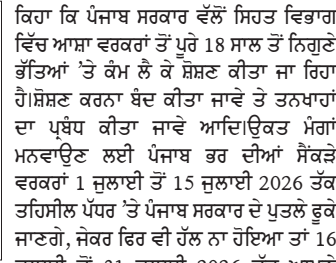 ਕਿਹਾ ਕਿ ਪੰਜਾਬ ਸਰਕਾਰ ਵੱਲੋਂ ਸਿਹਤ ਵਿਭਾਗ
ਵਿੱਚ ਆਸ਼ਾ ਵਰਕਰਾਂ ਤੋਂ ਪੂਰੇ 18 ਸਾਲ ਤੋਂ ਨਿਗੁਣੇ
ਭੱਤਿਆਂ ’ਤੇ ਕੰਮ ਲੈ ਕੇ ਸ਼ੋਸ਼ਣ ਕੀਤਾ ਜਾ ਰਿਹਾ
ਹੈ।ਸ਼ੋਸ਼ਣ ਕਰਨਾ ਬੰਦ ਕੀਤਾ ਜਾਵੇ ਤੇ ਤਨਖਾਹਾਂ
ਦਾ ਪ੍ਰਬੰਧ ਕੀਤਾ ਜਾਵੇ ਆਦਿ।ਉਕਤ ਮੰਗਾਂ
ਮਨਵਾਉਣ ਲਈ ਪੰਜਾਬ ਭਰ ਦੀਆਂ ਸੈਂਕੜੇ
ਵਰਕਰਾਂ 1 ਜੁਲਾਈ ਤੋਂ 15 ਜੁਲਾਈ 2026 ਤੱਕ
ਤਹਿਸੀਲ ਪੱਧਰ ’ਤੇ ਪੰਜਾਬ ਸਰਕਾਰ ਦੇ ਪੁਤਲੇ ਫੂਕੇ
ਜਾਣਗੇ, ਜੇਕਰ ਫਿਰ ਵੀ ਹੱਲ ਨਾ ਹੋਇਆ ਤਾਂ 16